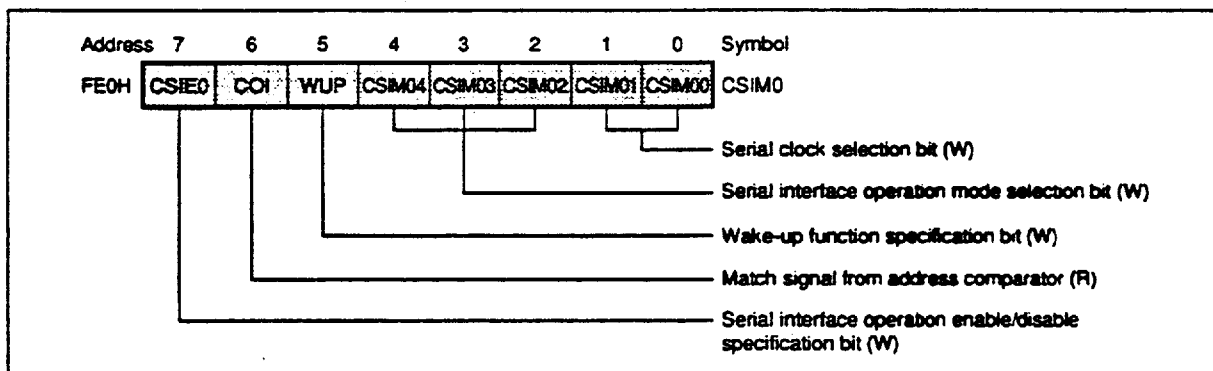 Address 7 6 5 4 3 2 1 0 Symbol
FE0H CSIE0 COI WUP CSIM04 CSIM03 CSIM02 CSIM01 CSIM00 CSIM0
Serial clock selection bit (W)
Serial interface operation mode selection bit (W)
Wake-up function specification bit (W)
Match signal from address comparator (R)
Serial interface operation enable/disable
specification bit (W)